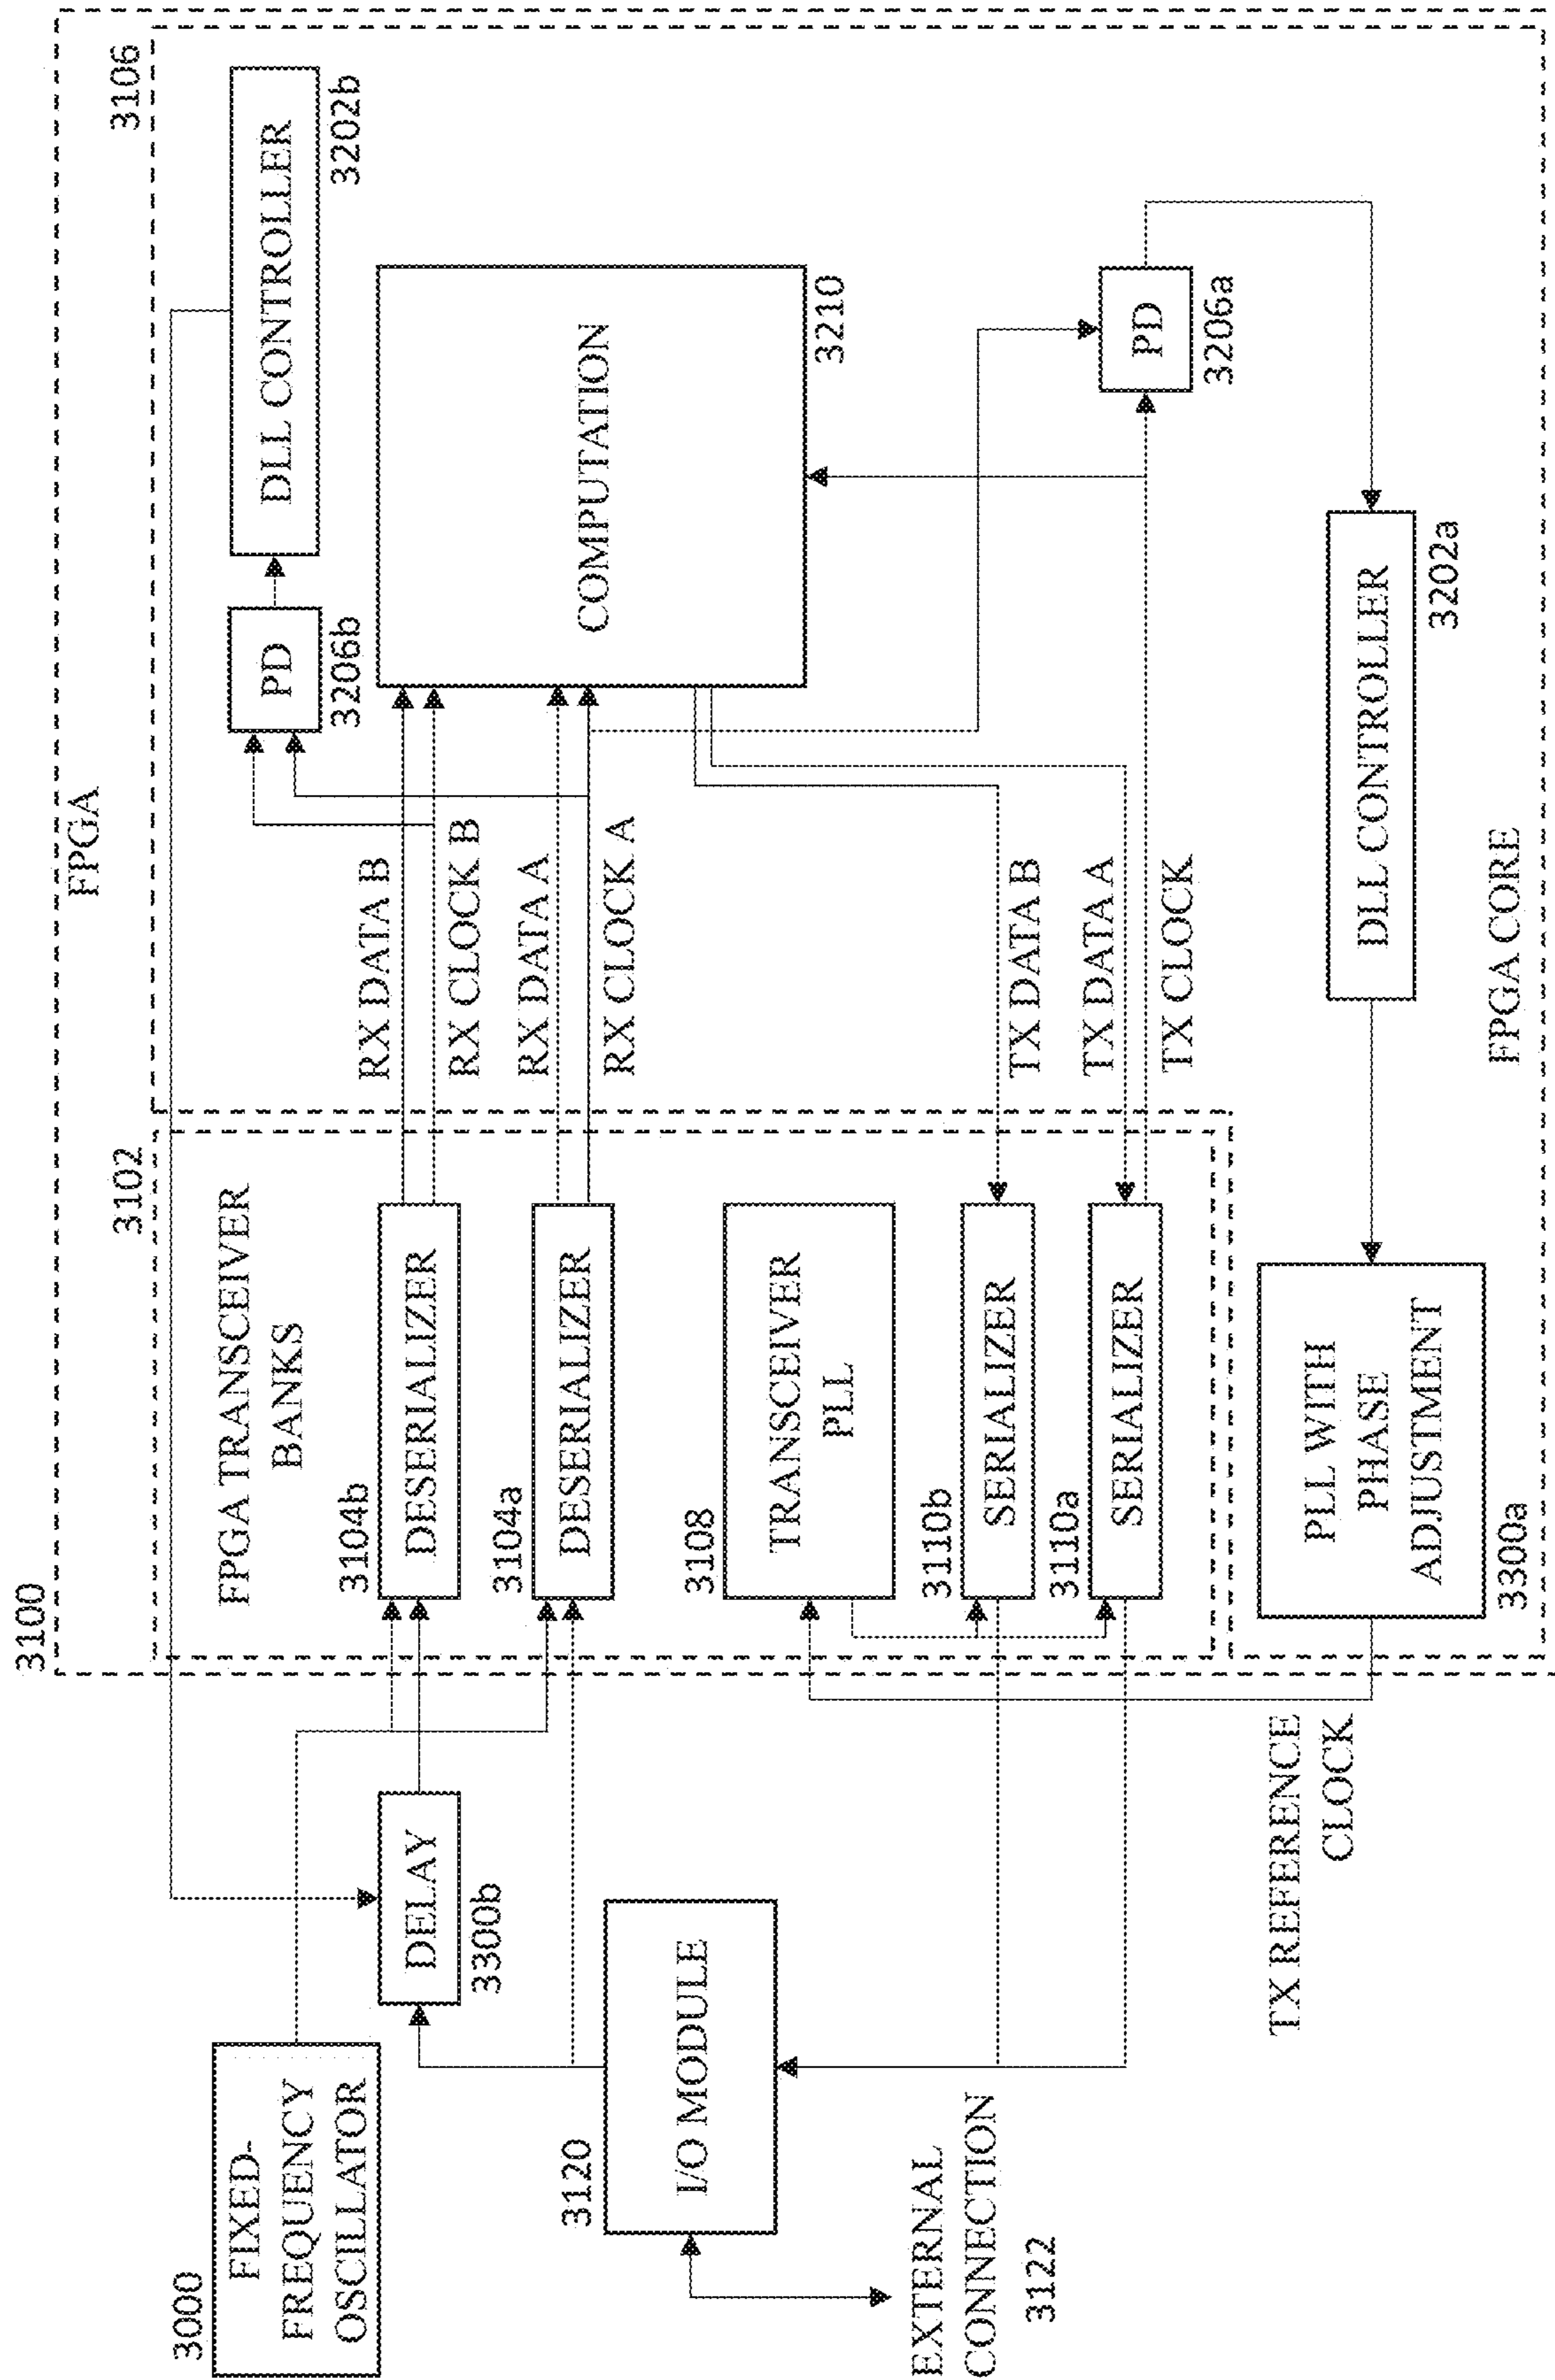 3100
FPGA
3106
3102
FPGA TRANSCEIVER
BANKS
3000
FIXED-
FREQUENCY
OSCILLATOR
DELAY
3300b
3104b
DESERIALIZER
3104a
DESERIALIZER
RX DATA B
RX CLOCK B
RX DATA A
RX CLOCK A
PD
3206b
DLL CONTROLLER
3202b
COMPUTATION
3210
3120
I/O MODULE
EXTERNAL
CONNECTION
3122
3108
TRANSCEIVER
PLL
3110b
SERIALIZER
3110a
SERIALIZER
TX DATA B
TX DATA A
TX CLOCK
PD
3206a
TX REFERENCE
CLOCK
PLL WITH
PHASE
ADJUSTMENT
3300a
DLL CONTROLLER
3202a
FPGA CORE